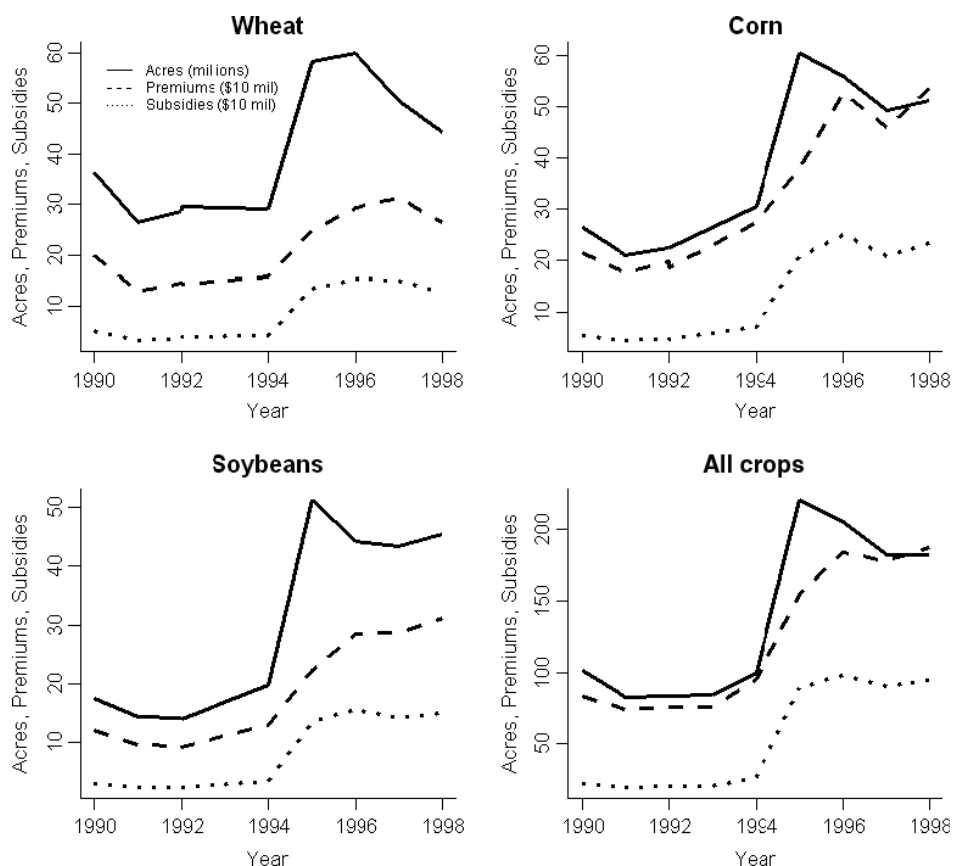 Wheat
Acres, Premiums, Subsidies
60
50
40
30
20
10
Acres (millions)
Premiums ($10 mil)
Subsidies ($10 mil)
1990 1992 1994 1996 1998
Year
Corn
Acres, Premiums, Subsidies
60
50
40
30
20
10
1990 1992 1994 1996 1998
Year
Soybeans
Acres, Premiums, Subsidies
50
40
30
20
10
1990 1992 1994 1996 1998
Year
All crops
Acres, Premiums, Subsidies
200
150
100
50
1990 1992 1994 1996 1998
Year